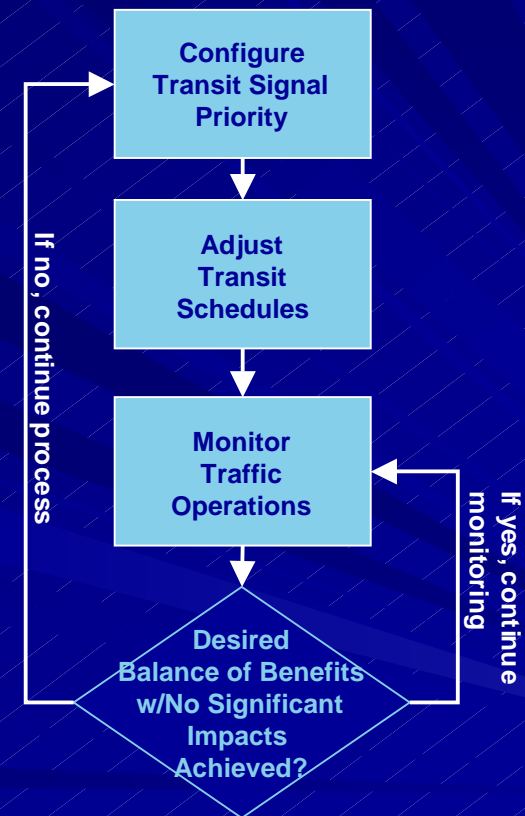 Configure
Transit Signal
Priority
Adjust
Transit
Schedules
Monitor
Traffic
Operations
Desired
Balance of Benefits
w/No Significant
Impacts
Achieved?
If no, continue process
If yes, continue
monitoring